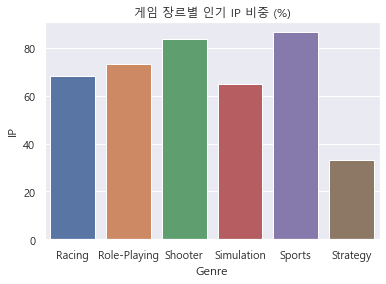 게임 장르별 인기 IP 비중 (%)
80
60
40
20
0
IP
Racing Role-Playing Shooter Simulation Sports Strategy
Genre